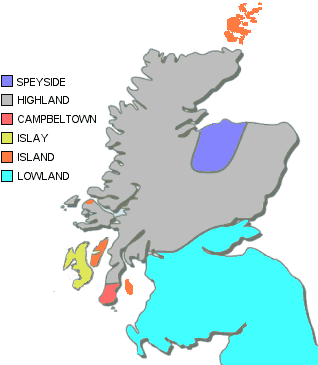 SPEYSIDE
HIGHLAND
CAMPBELTOWN
ISLAY
ISLAND
LOWLAND